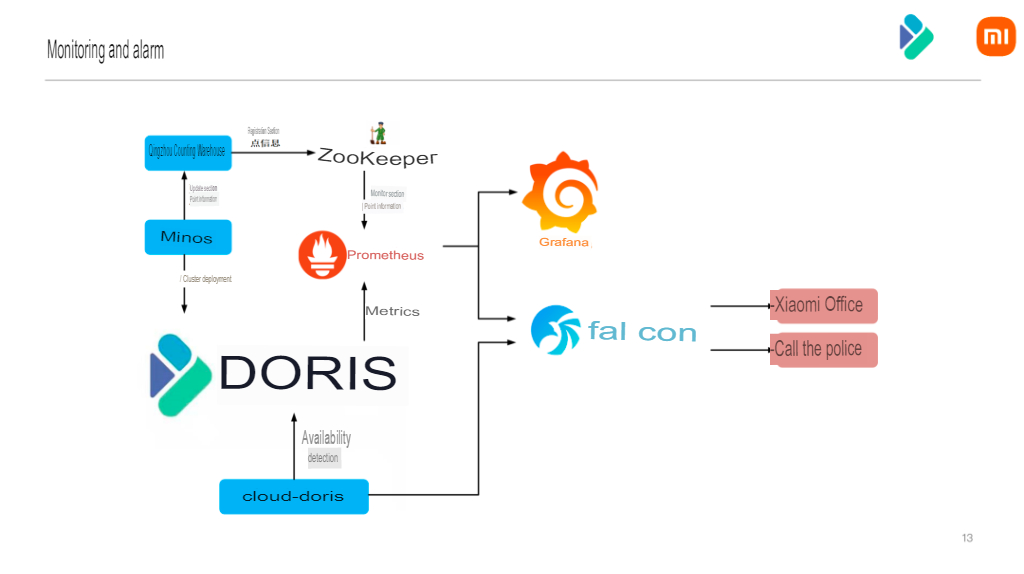 Monitoring and alarm
Qingzhou Counting Warehouse
Registration Section
点信息
ZooKeeper
Update section
Point information
Monitor section
| Point information
Minos
Prometheus
Grafana
/ Cluster deployment
Metrics
fal con
Xiaomi Office
Call the police
DORIS
Availability
detection
cloud-doris
13